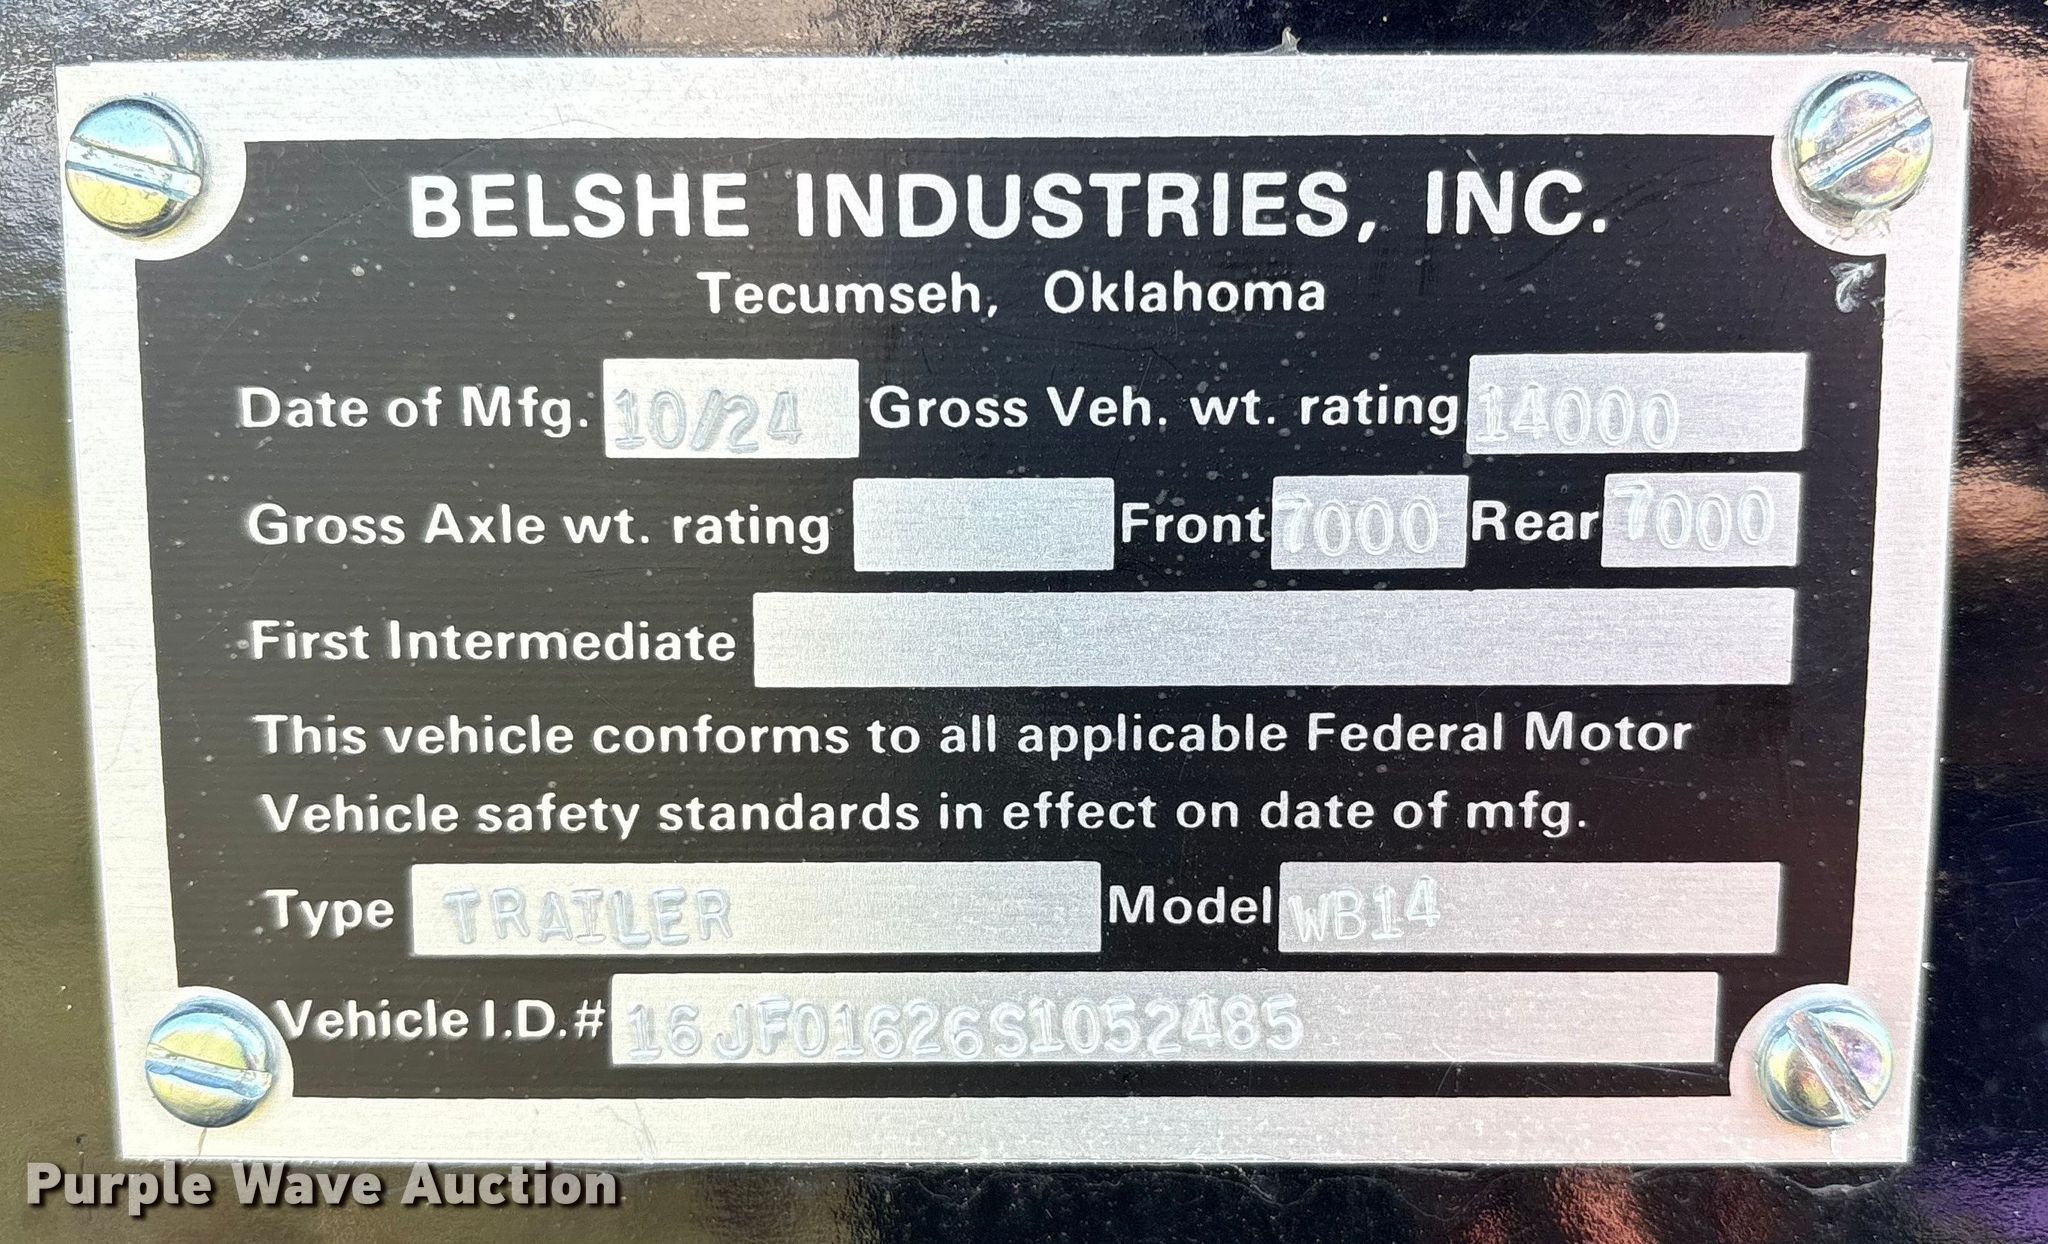 BELSHE INDUSTRIES, INC.
Tecumseh, Oklahoma
Date of Mfg. 10/24 Gross Veh. wt. rating 14000
Gross Axle wt. rating Front 7000 Rear 7000
First Intermediate
This vehicle conforms to all applicable Federal Motor
Vehicle safety standards in effect on date of mfg.
Type TRAILER Model WB14
Vehicle I.D.# 16JF01626S1052485
Purple Wave Auction